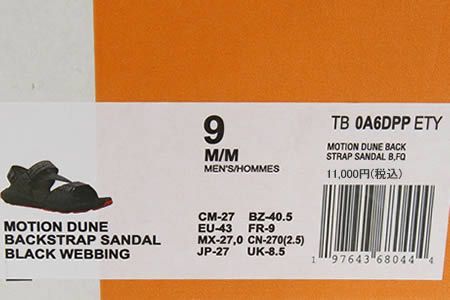 9
M/M
MEN'S/HOMMES
TB 0A6DPP ETY
MOTION DUNE BACK
STRAP SANDAL B,FQ
11,000円(税込)
MOTION DUNE
BACKSTRAP SANDAL
BLACK WEBBING
CM-27 BZ-40.5
EU-43 FR-9
MX-27,0 CN-270(2.5)
JP-27 UK-8.5
1 97643 68044 4